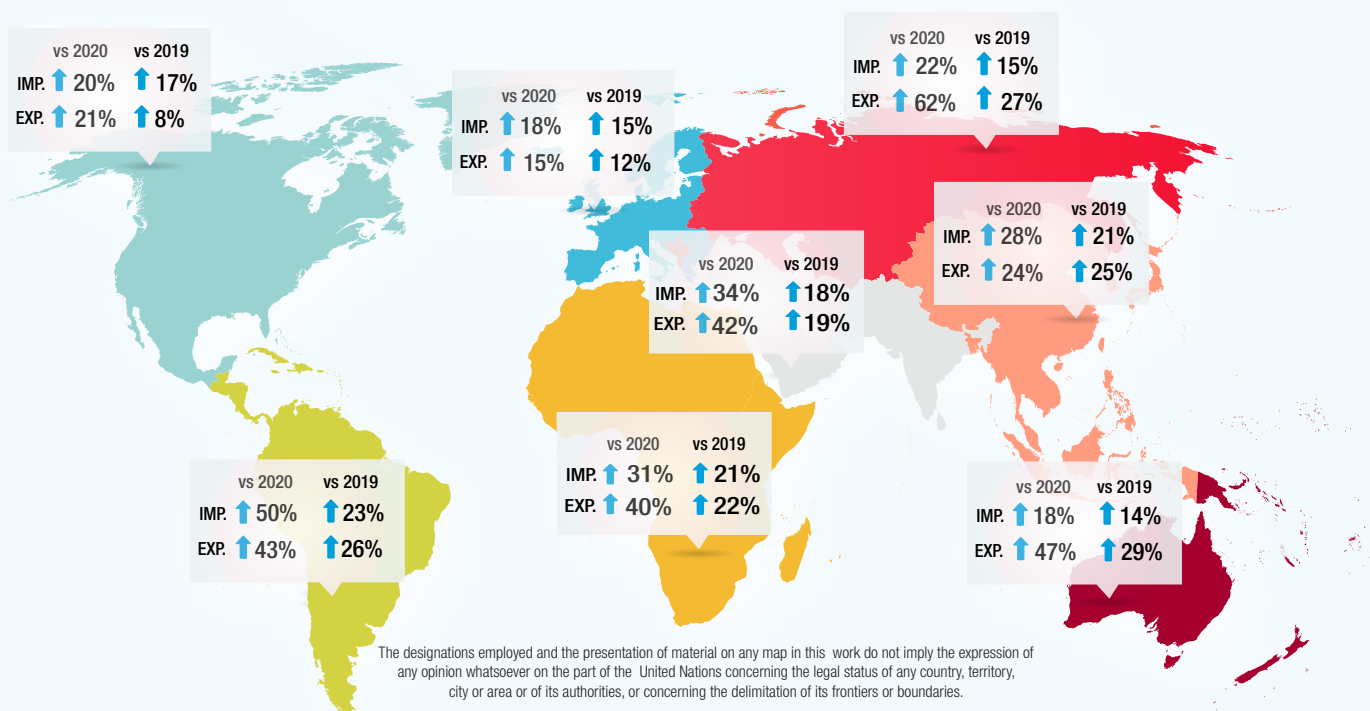 vs 2020 vs 2019
IMP. 20% 17%
EXP. 21% 8%
vs 2020 vs 2019
IMP. 18% 15%
EXP. 15% 12%
vs 2020 vs 2019
IMP. 22% 15%
EXP. 62% 27%
vs 2020 vs 2019
IMP. 28% 21%
EXP. 24% 25%
vs 2020 vs 2019
IMP. 34% 18%
EXP. 42% 19%
vs 2020 vs 2019
IMP. 31% 21%
EXP. 40% 22%
vs 2020 vs 2019
IMP. 50% 23%
EXP. 43% 26%
vs 2020 vs 2019
IMP. 18% 14%
EXP. 47% 29%
The designations employed and the presentation of material on any map in this work do not imply the expression of
any opinion whatsoever on the part of the United Nations concerning the legal status of any country, territory,
city or area or of its authorities, or concerning the delimitation of its frontiers or boundaries.